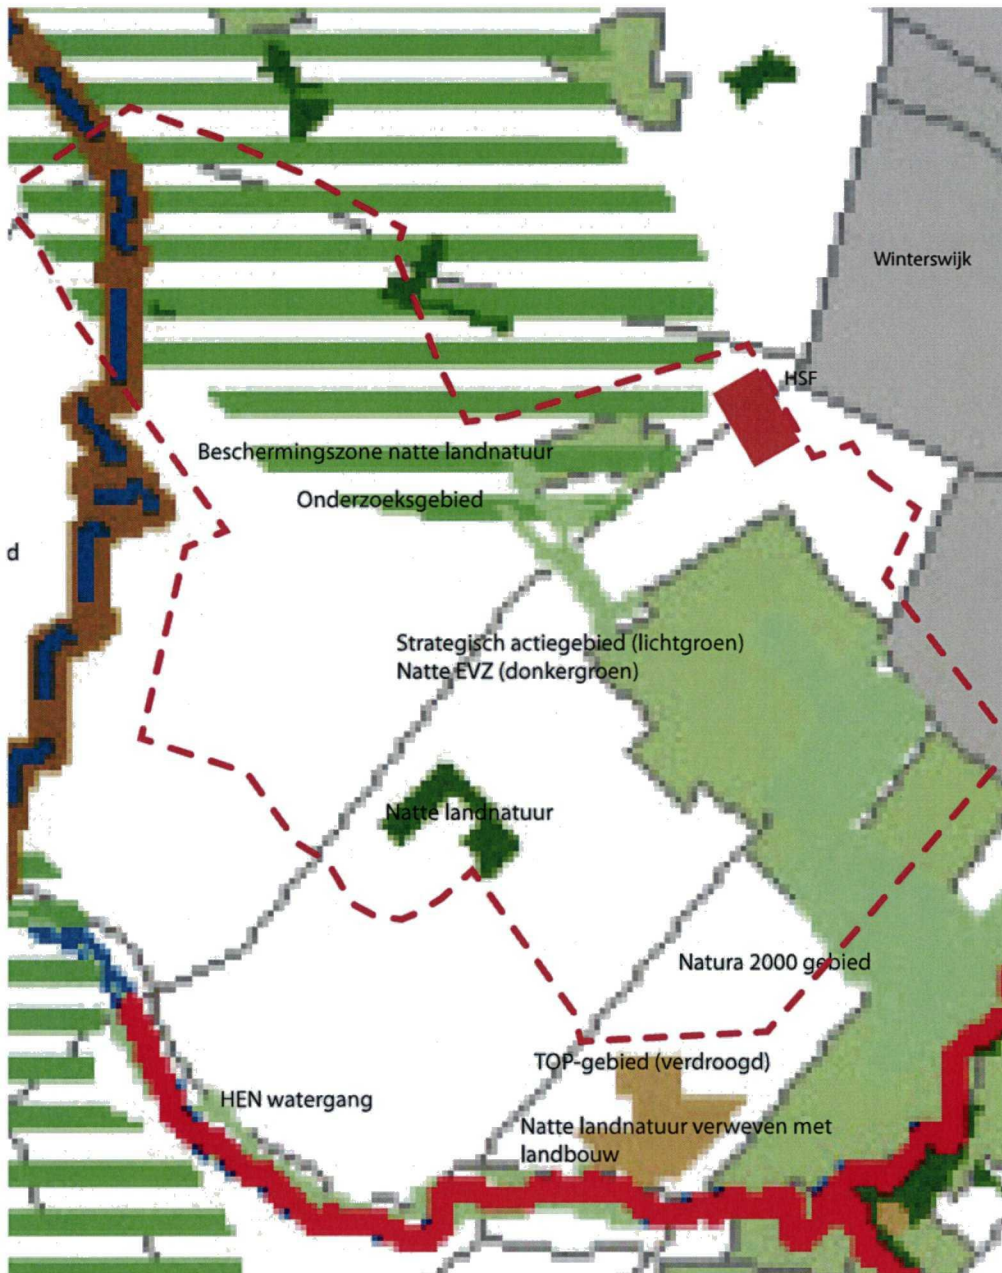 Winterswijk
HSF
Beschermingszone natte landnatuur
Onderzoeksgebied
d
Strategisch actiegebied (lichtgroen)
Natte EVZ (donkergroen)
Natte landnatuur
Natura 2000 gebied
TOP-gebied (verdroogd)
HEN watergang
Natte landnatuur verweven met
landbouw